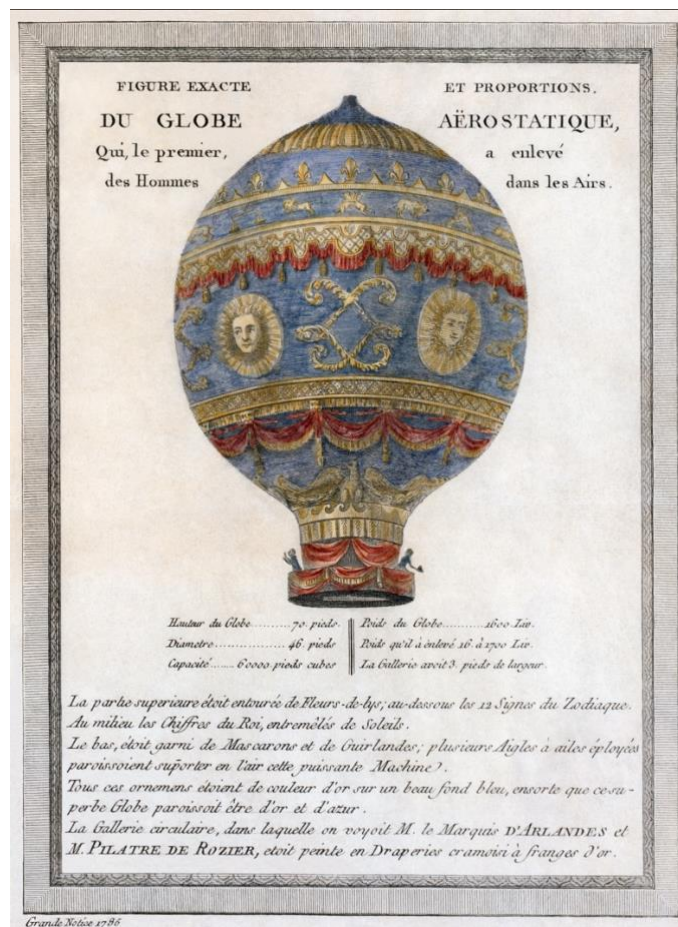 FIGURE EXACTE ET PROPORTIONS.
DU GLOBE AËROSTATIQUE,
Qui, le premier, a enlevé
des Hommes dans les Airs.
Hauteur du Globe..........70. pieds
Diametre.................46. pieds
Capacité......60000 pieds cubes
Poids du Globe..........1600 Liv.
Poids qu'il à enlevé 16. à 1700 Liv.
La Gallerie avoit 3. pieds de largeur.
La partie superieure étoit entourée de Fleurs-de-lys; au-dessous les 12 Signes du Zodiaque.
Au milieu les Chiffres du Roi, entremêlés de Soleils.
Le bas, étoit garni de Mascarons et de Guirlandes; plusieurs Aigles à ailes éployées
paroissoient suporter en l'air cette puissante Machine).
Tous ces ornemens étoient de couleur d'or sur un beau fond bleu, ensorte que ce su-
perbe Globe paroissoit être d'or et d'azur.
La Gallerie circulaire, dans laquelle on voyoit M. le Marquis D'ARLANDES et
M. PILATRE DE ROZIER, etoit peinte en Draperies cramoisi à franges d'or.
Grande Notice 1786